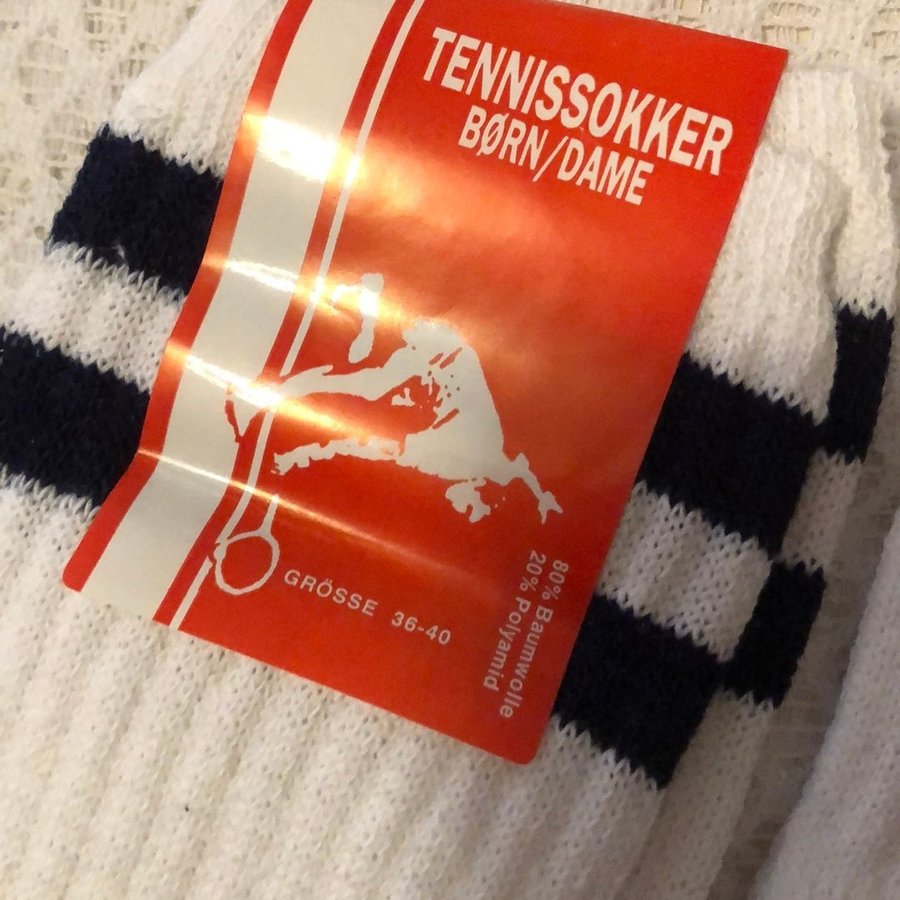 TENNISSOKKER
BØRN/DAME
GRÖSSE 36-40
80% Baumwolle
20% Polyamid